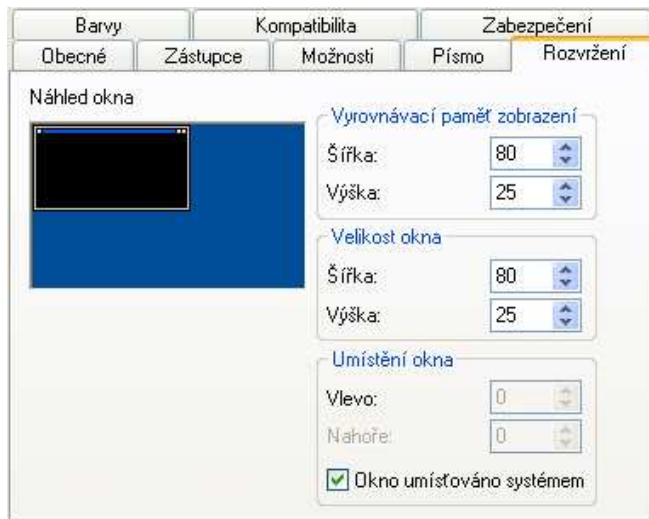 Barvy Kompatibilita Zabezpečení
Obecné Zástupce Možnosti Písmo Rozvržení
Náhled okna
Vyrovnávací paměť zobrazení
Šířka: 80
Výška: 25
Velikost okna
Šířka: 80
Výška: 25
Umístění okna
Vlevo: 0
Nahoře: 0
Okno umísťováno systémem